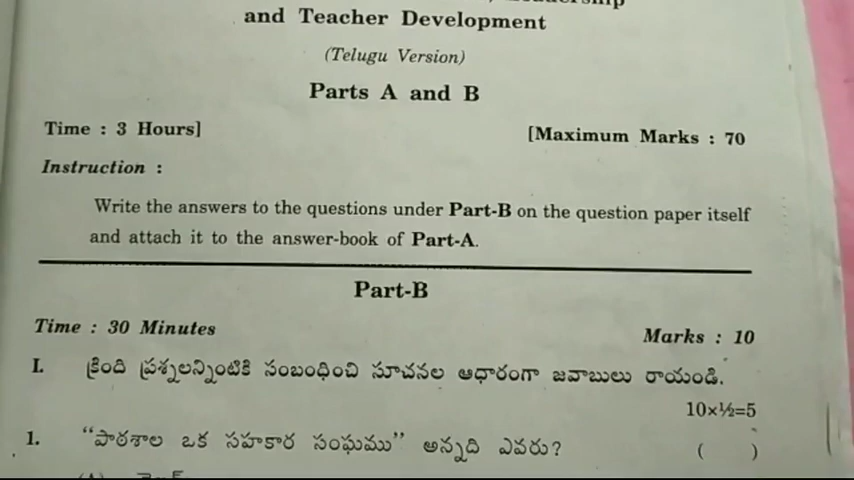 and Teacher Development
(Telugu Version)
Parts A and B
Time : 3 Hours] [Maximum Marks : 70
Instruction :
Write the answers to the questions under Part-B on the question paper itself
and attach it to the answer-book of Part-A.
Part-B
Time : 30 Minutes Marks : 10
I. క్రింది ప్రశ్నలన్నింటికి సంబంధించి సూచనల ఆధారంగా జవాబులు రాయండి.
10×½=5
1. “పాఠశాల ఒక సహకార సంఘము” అన్నది ఎవరు? ( )